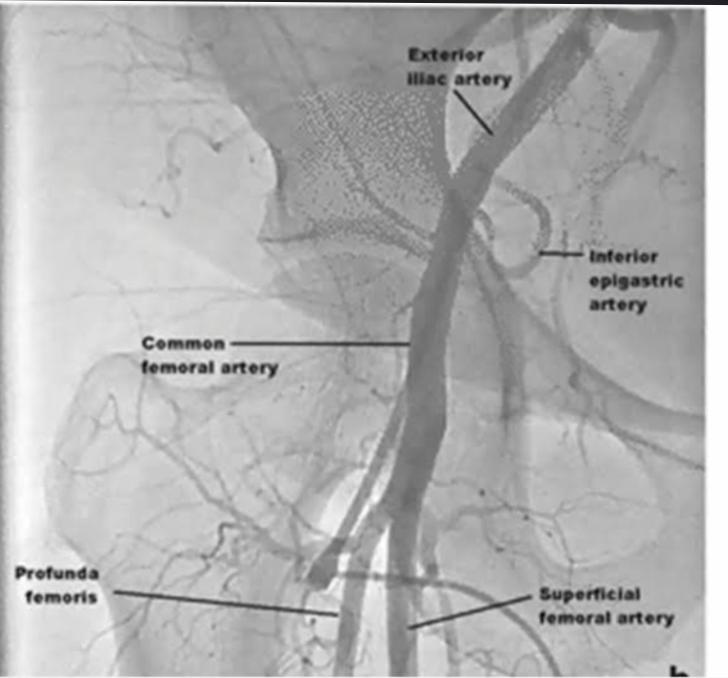 Exterior
iliac artery
Inferior
epigastric
artery
Common
femoral artery
Profunda
femoris
Superficial
femoral artery